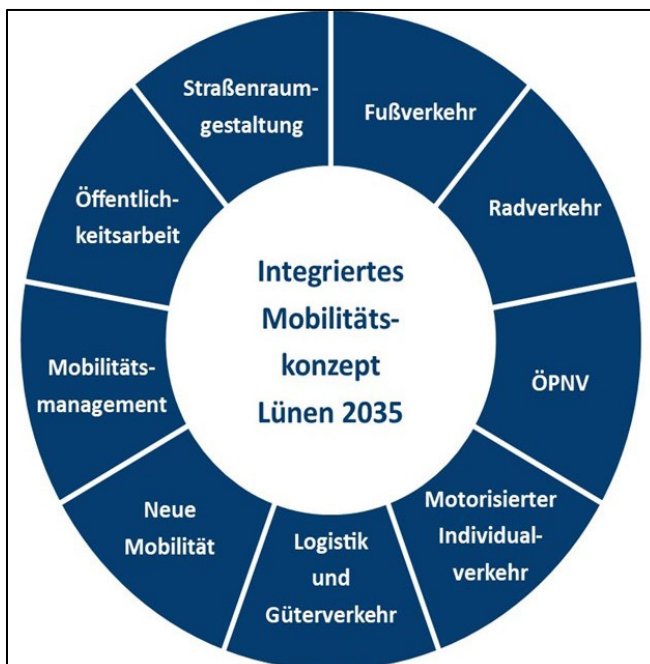 Integriertes
Mobilitäts-
konzept
Lünen 2035
Fußverkehr
Radverkehr
ÖPNV
Motorisierter
Individual-
verkehr
Logistik
und
Güterverkehr
Neue
Mobilität
Mobilitäts-
management
Öffentlich-
keitsarbeit
Straßenraum-
gestaltung